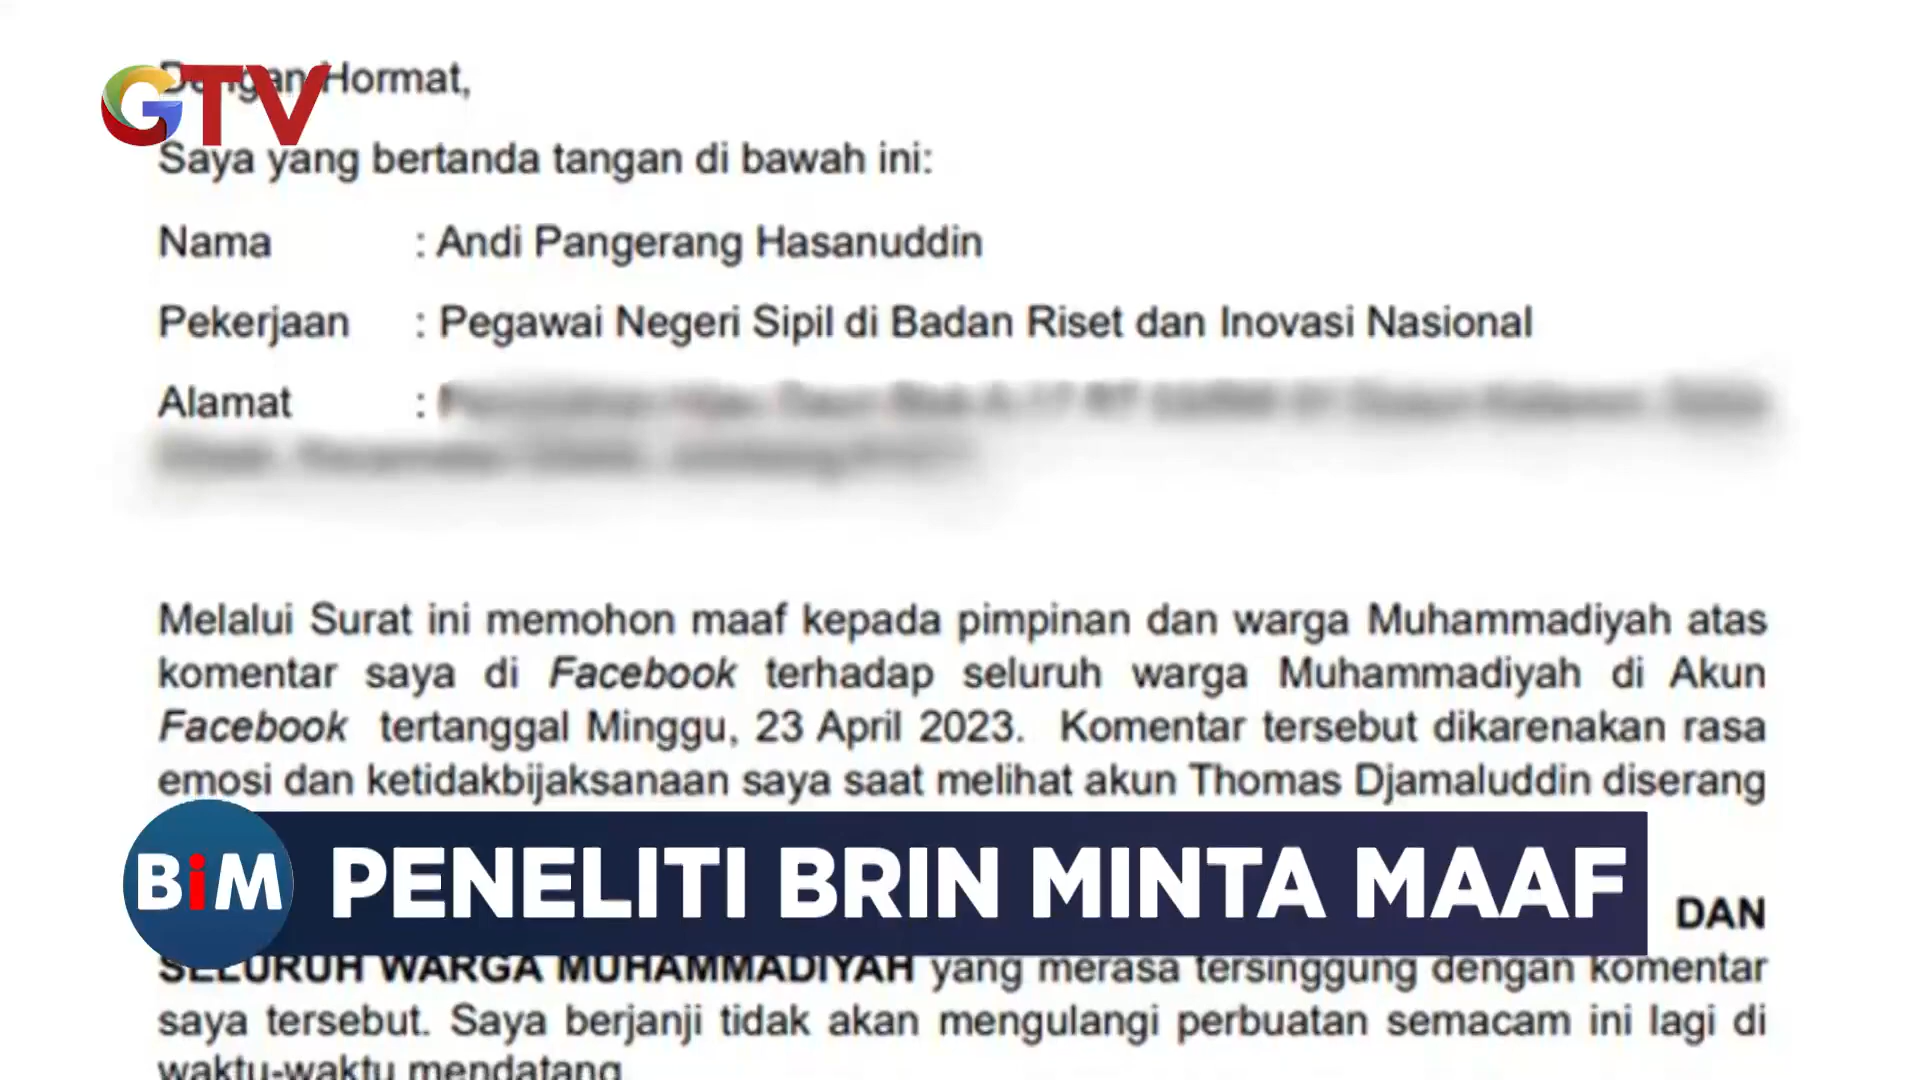 GTV
Dengan Hormat,
Saya yang bertanda tangan di bawah ini:
Nama : Andi Pangerang Hasanuddin
Pekerjaan : Pegawai Negeri Sipil di Badan Riset dan Inovasi Nasional
Alamat :
Melalui Surat ini memohon maaf kepada pimpinan dan warga Muhammadiyah atas
komentar saya di Facebook terhadap seluruh warga Muhammadiyah di Akun
Facebook tertanggal Minggu, 23 April 2023. Komentar tersebut dikarenakan rasa
emosi dan ketidakbijaksanaan saya saat melihat akun Thomas Djamaluddin diserang
BiM PENELITI BRIN MINTA MAAF
DAN
SELURUH WARGA MUHAMMADIYAH yang merasa tersinggung dengan komentar
saya tersebut. Saya berjanji tidak akan mengulangi perbuatan semacam ini lagi di
waktu-waktu mendatang.